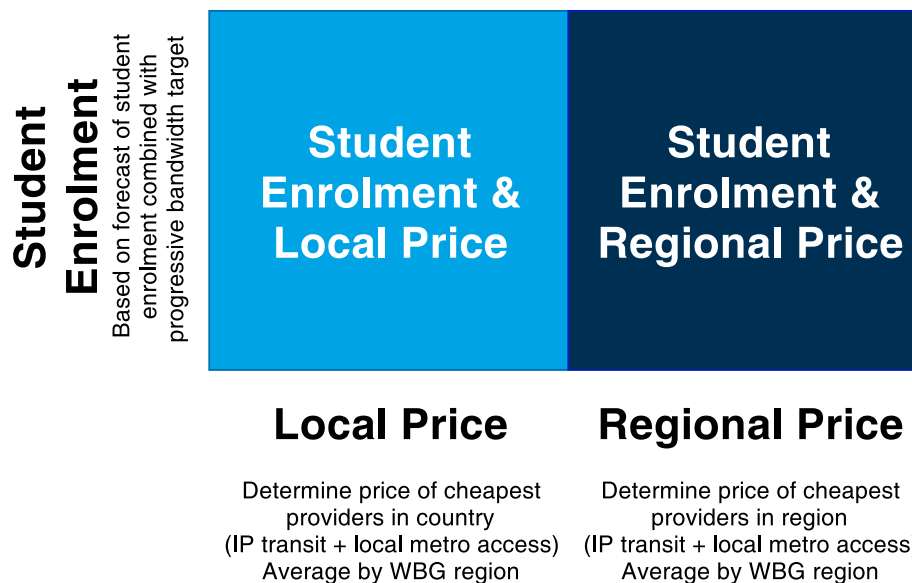 Student
Enrolment
Based on forecast of student
enrolment combined with
progressive bandwidth target
Student
Enrolment &
Local Price
Student
Enrolment &
Regional Price
Local Price
Regional Price
Determine price of cheapest
providers in country
(IP transit + local metro access)
Average by WBG region
Determine price of cheapest
providers in region
(IP transit + local metro access
Average by WBG region